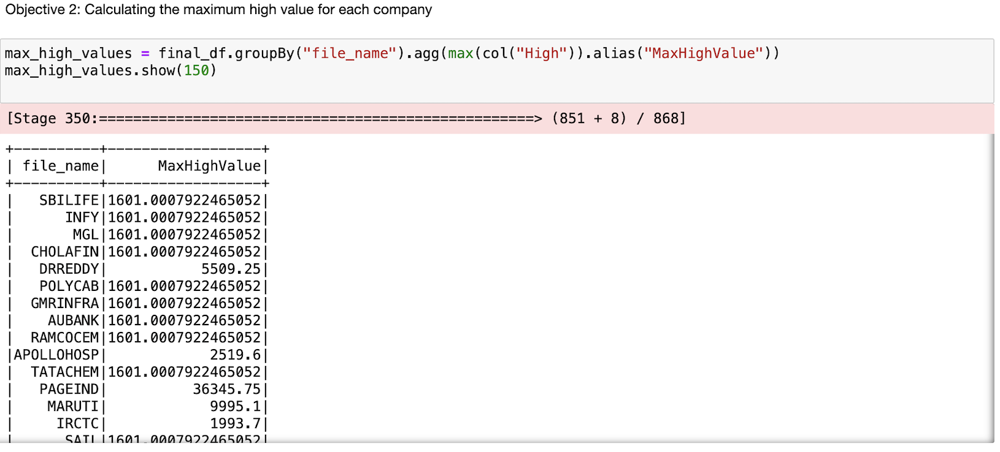 Objective 2: Calculating the maximum high value for each company
max_high_values = final_df.groupBy("file_name").agg(max(col("High")).alias("MaxHighValue"))
max_high_values.show(150)
[Stage 350:===================================================> (851 + 8) / 868]
+----------+------------------+
| file_name|      MaxHighValue|
+----------+------------------+
|   SBILIFE|1601.0007922465052|
|      INFY|1601.0007922465052|
|       MGL|1601.0007922465052|
|  CHOLAFIN|1601.0007922465052|
|   DRREDDY|           5509.25|
|   POLYCAB|1601.0007922465052|
|  GMRINFRA|1601.0007922465052|
|    AUBANK|1601.0007922465052|
|  RAMCOCEM|1601.0007922465052|
|APOLLOHOSP|            2519.6|
|  TATACHEM|1601.0007922465052|
|   PAGEIND|          36345.75|
|    MARUTI|            9995.1|
|     IRCTC|            1993.7|
|      SAIL|1601.0007922465052|